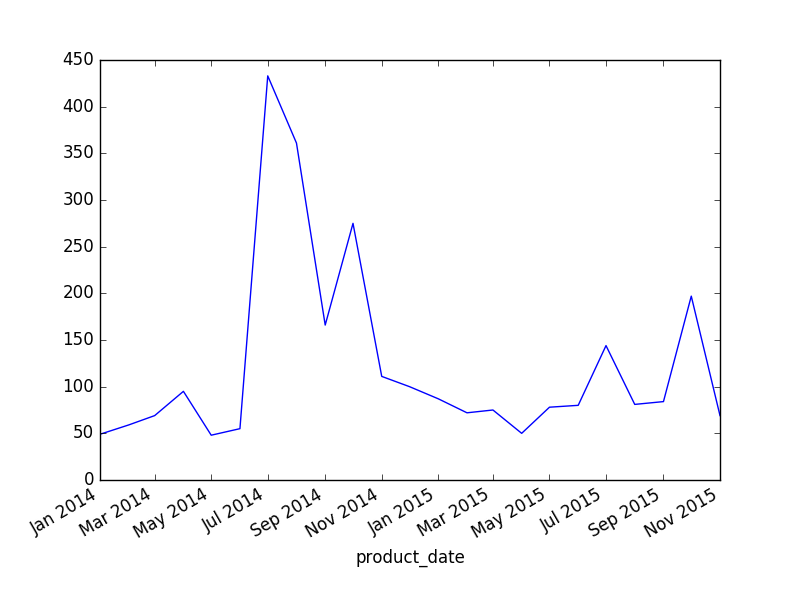 450
400
350
300
250
200
150
100
50
0
Jan 2014
Mar 2014
May 2014
Jul 2014
Sep 2014
Nov 2014
Jan 2015
Mar 2015
May 2015
Jul 2015
Sep 2015
Nov 2015
product_date